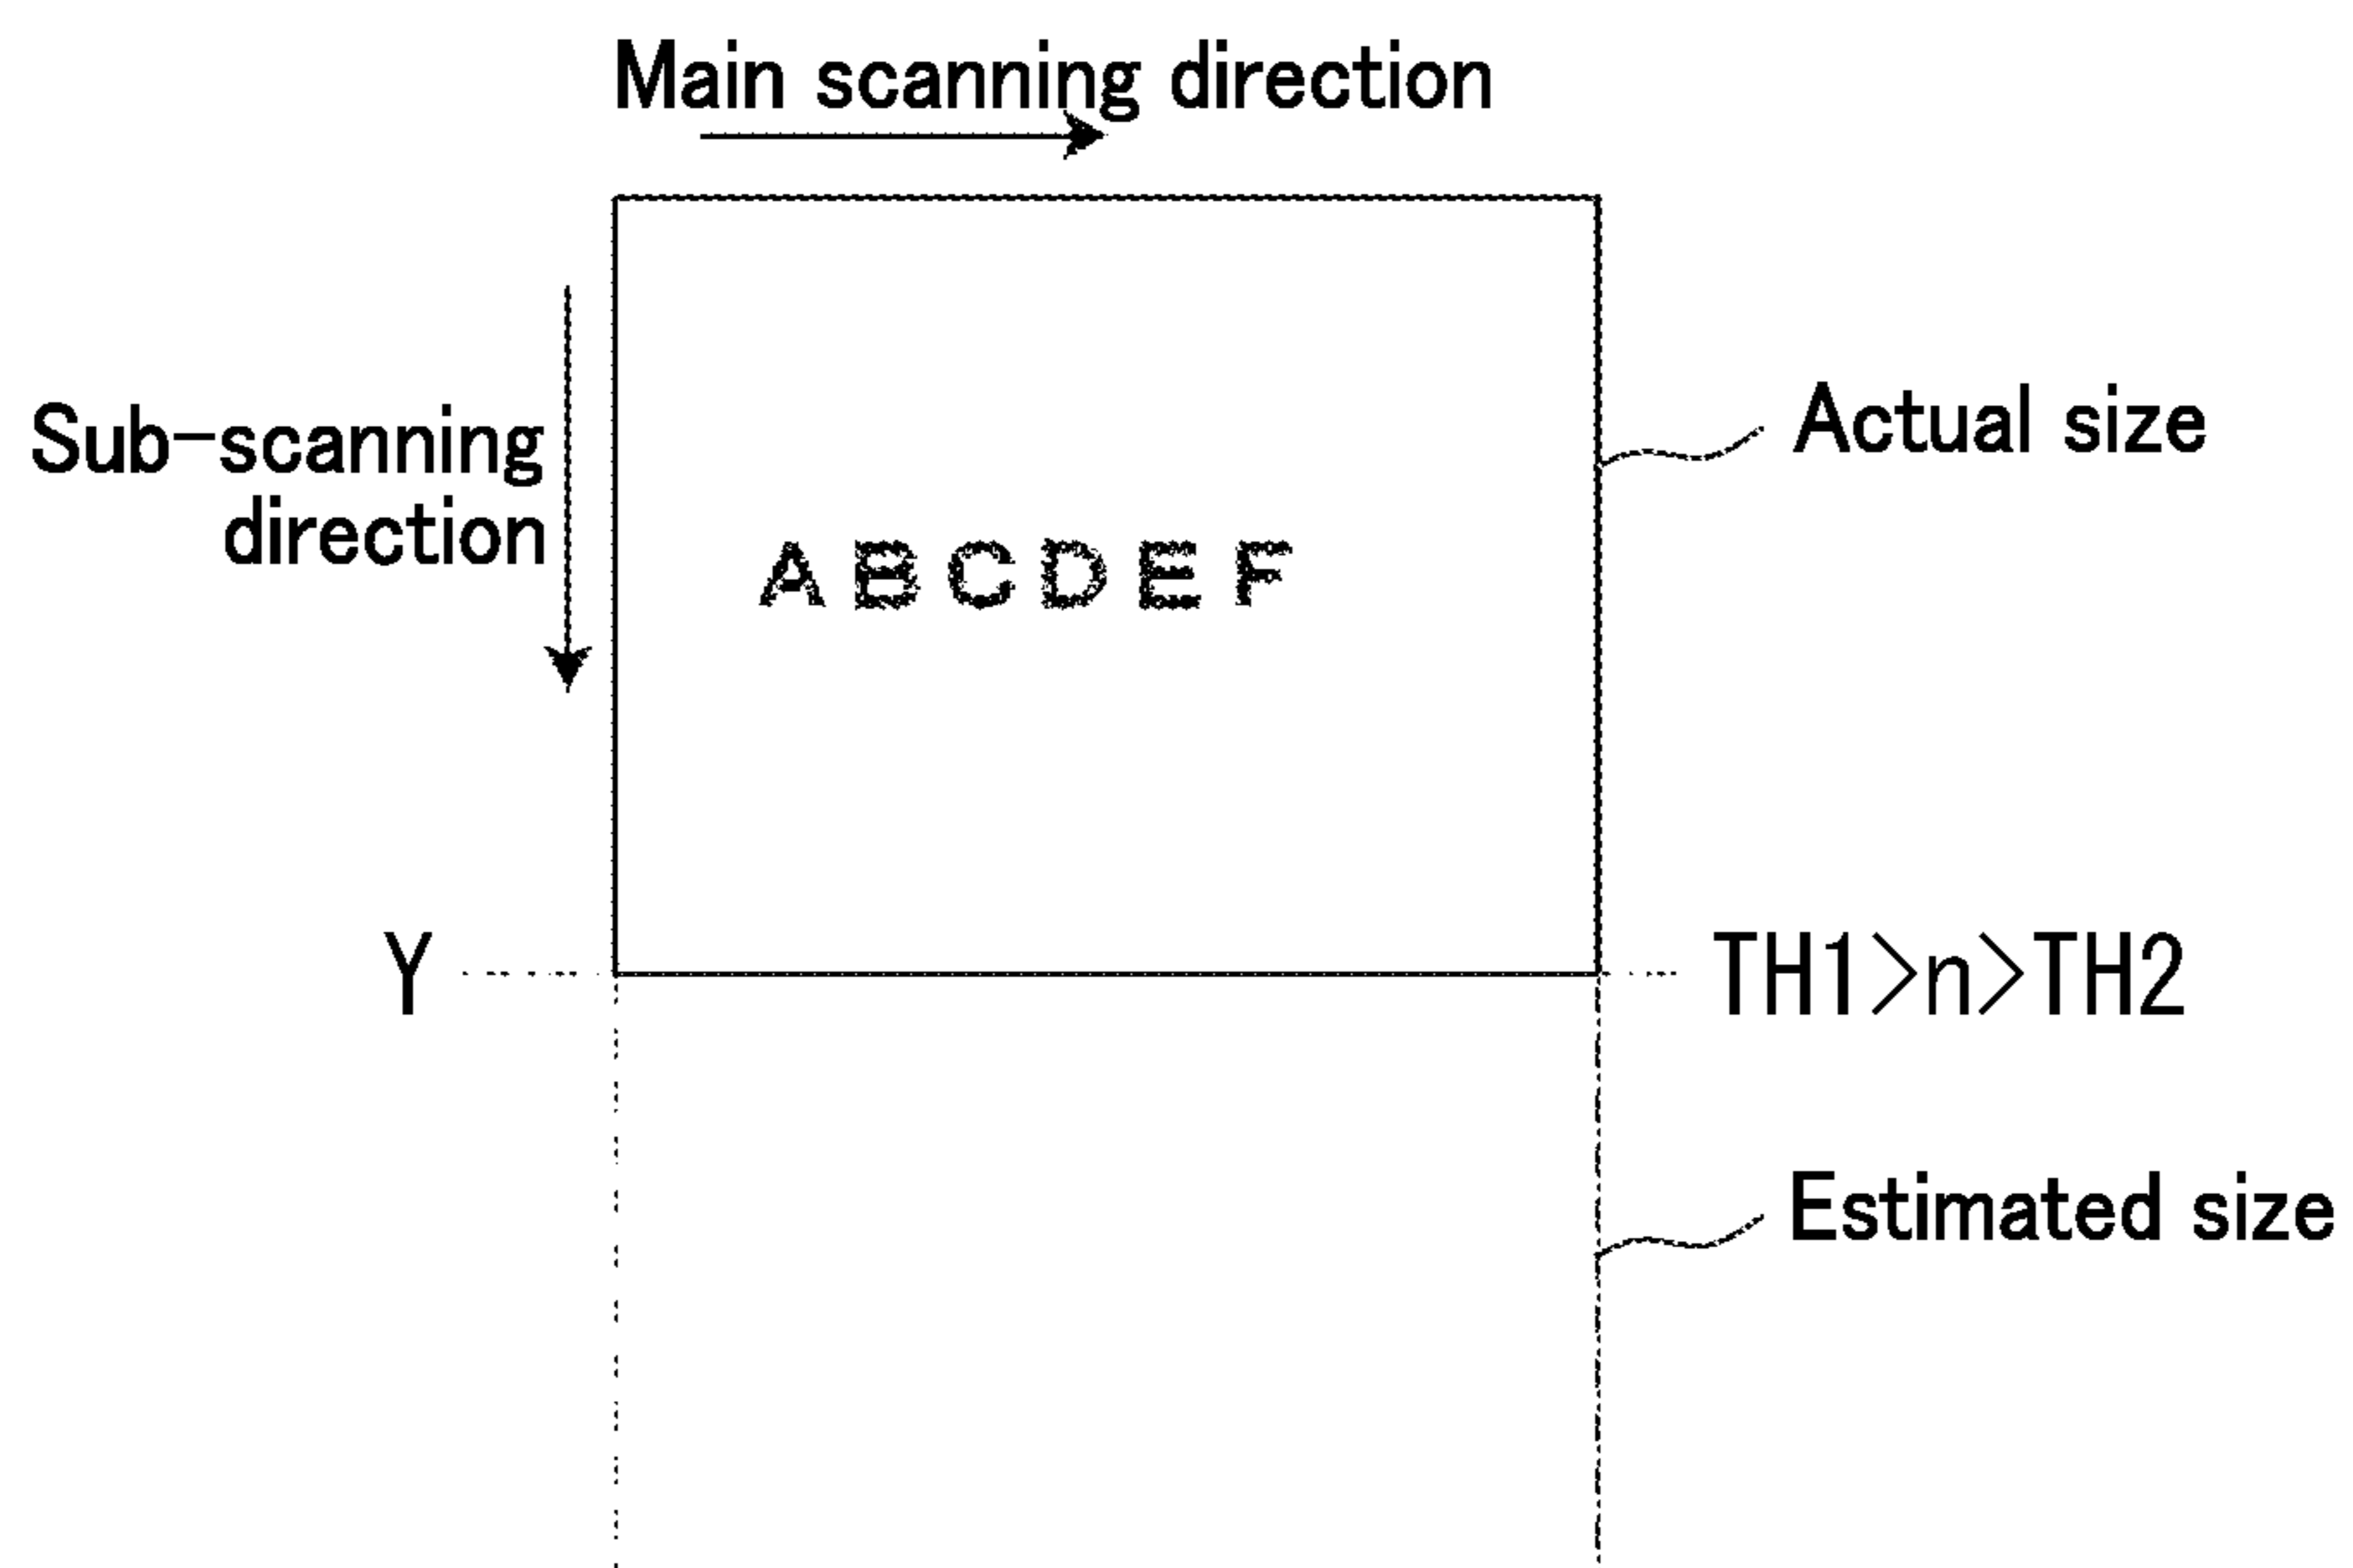 Main scanning direction
Sub-scanning
direction
Actual size
ABCDEF
Y
TH1>n>TH2
Estimated size